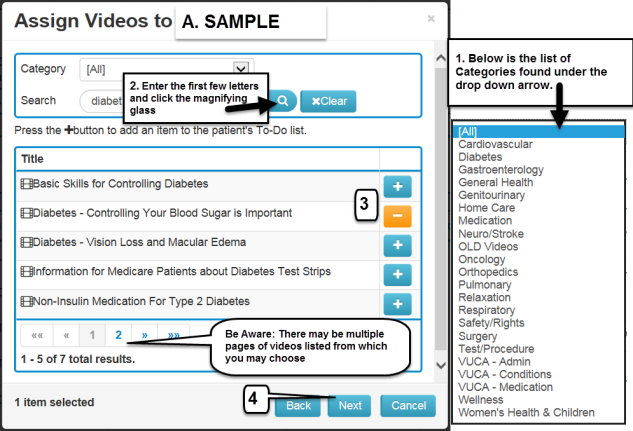 Assign Videos to A. SAMPLE
×
Category [All]
2. Enter the first few letters
and click the magnifying
glass
Search diabet
Clear
Press the +button to add an item to the patient's To-Do list.
Title
Basic Skills for Controlling Diabetes
+
3
Diabetes - Controlling Your Blood Sugar is Important
−
Diabetes - Vision Loss and Macular Edema
+
Information for Medicare Patients about Diabetes Test Strips
+
Non-Insulin Medication For Type 2 Diabetes
+
«« « 1 2 » »»
1 - 5 of 7 total results.
Be Aware: There may be multiple
pages of videos listed from which
you may choose
1 item selected
4
Back Next Cancel
1. Below is the list of
Categories found under the
drop down arrow.
[All]
Cardiovascular
Diabetes
Gastroenterology
General Health
Genitourinary
Home Care
Medication
Neuro/Stroke
OLD Videos
Oncology
Orthopedics
Pulmonary
Relaxation
Respiratory
Safety/Rights
Surgery
Test/Procedure
VUCA - Admin
VUCA - Conditions
VUCA - Medication
Wellness
Women's Health & Children